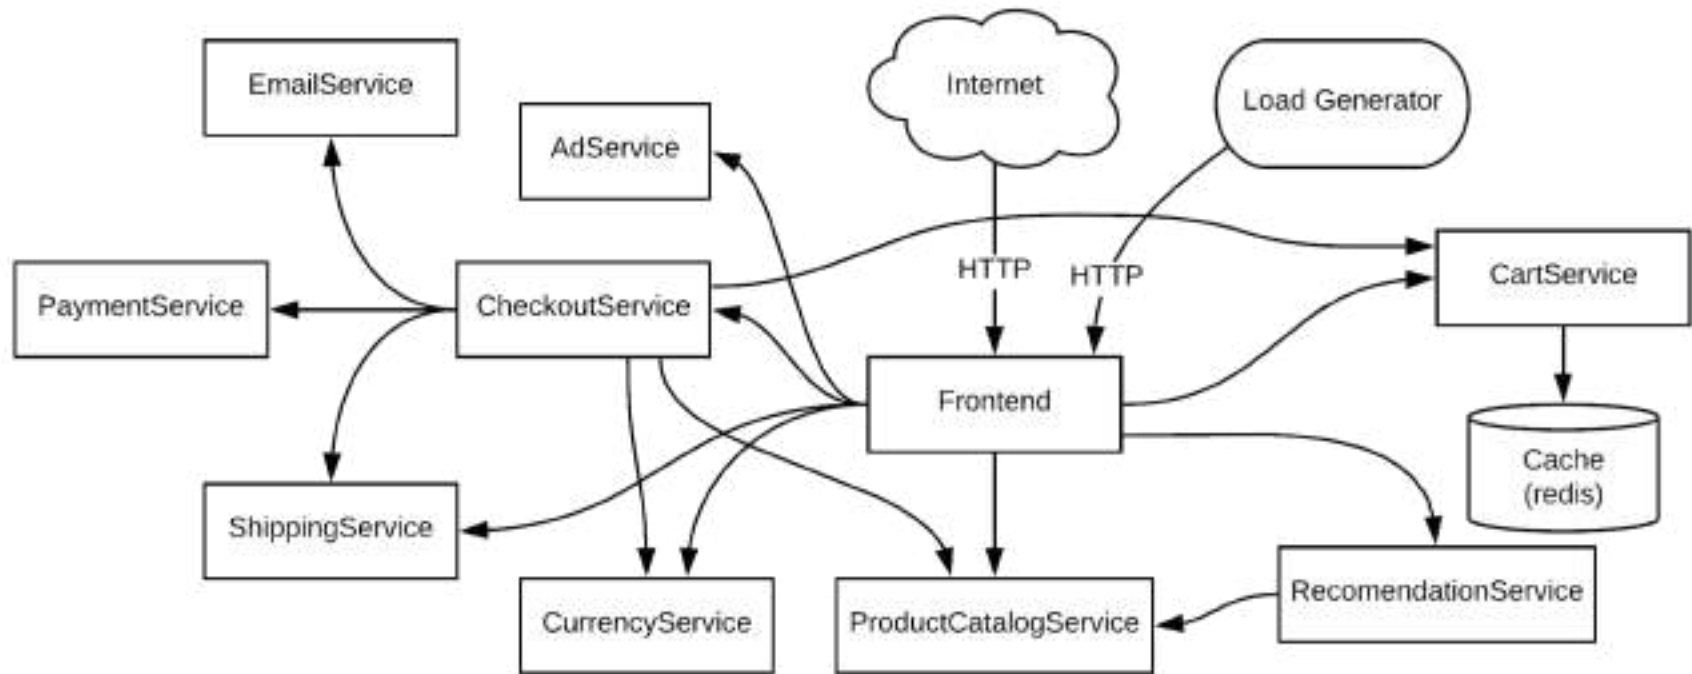 EmailService
Internet
Load Generator
AdService
HTTP
HTTP
CartService
PaymentService
CheckoutService
Frontend
Cache
(redis)
ShippingService
RecomendationService
CurrencyService
ProductCatalogService